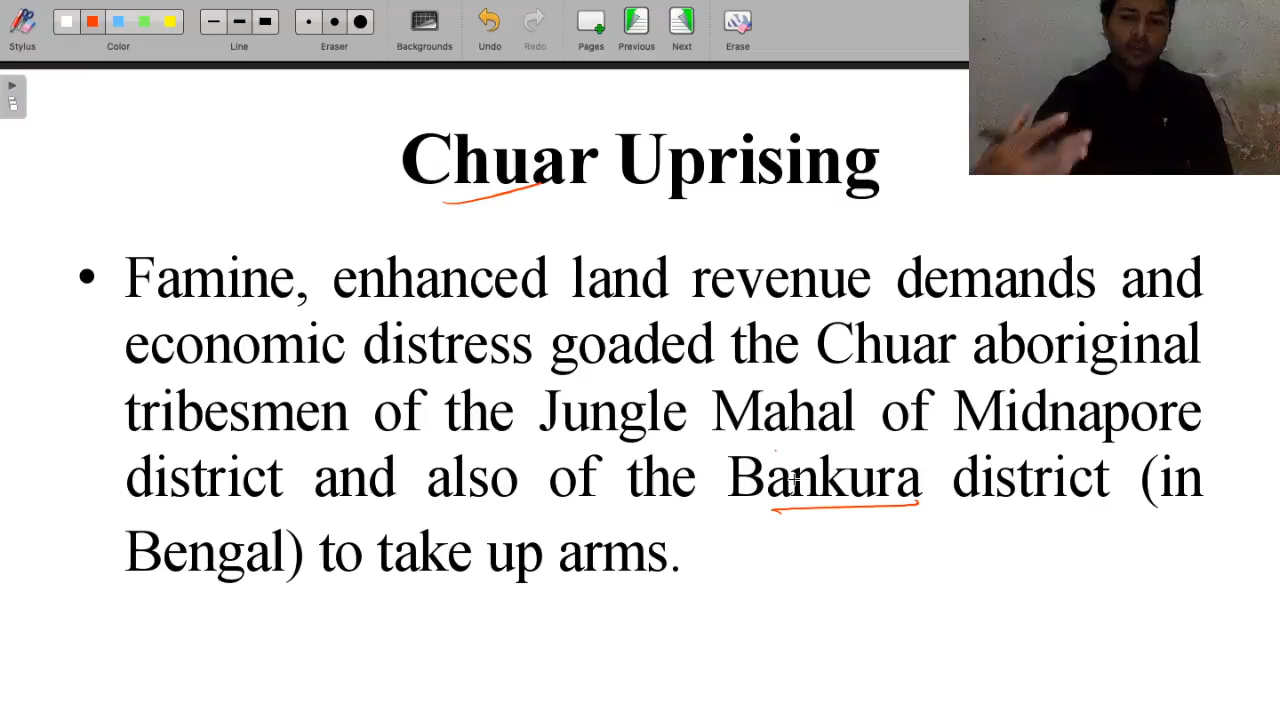 Stylus Color Line Eraser Backgrounds Undo Redo Pages Previous Next Erase
Chuar Uprising
• Famine, enhanced land revenue demands and
economic distress goaded the Chuar aboriginal
tribesmen of the Jungle Mahal of Midnapore
district and also of the Bankura district (in
Bengal) to take up arms.